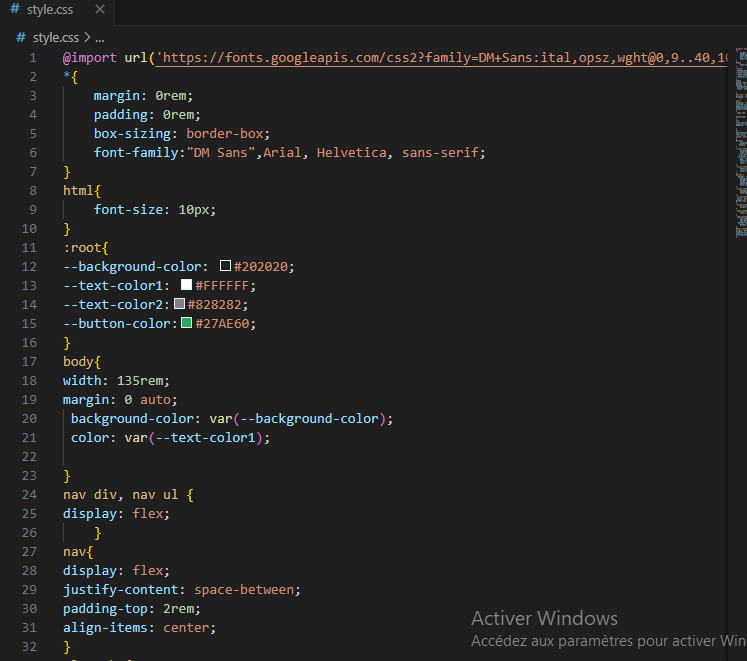 # style.css ×
# style.css > ...
1 @import url('https://fonts.googleapis.com/css2?family=DM+Sans:ital,opsz,wght@0,9..40,10
2 *{
3 margin: 0rem;
4 padding: 0rem;
5 box-sizing: border-box;
6 font-family:"DM Sans",Arial, Helvetica, sans-serif;
7 }
8 html{
9 font-size: 10px;
10 }
11 :root{
12 --background-color: #202020;
13 --text-color1: #FFFFFF;
14 --text-color2: #828282;
15 --button-color: #27AE60;
16 }
17 body{
18 width: 135rem;
19 margin: 0 auto;
20 background-color: var(--background-color);
21 color: var(--text-color1);
22
23 }
24 nav div, nav ul {
25 display: flex;
26 }
27 nav{
28 display: flex;
29 justify-content: space-between;
30 padding-top: 2rem;
31 align-items: center;
32 }
Activer Windows
Accédez aux paramètres pour activer Win